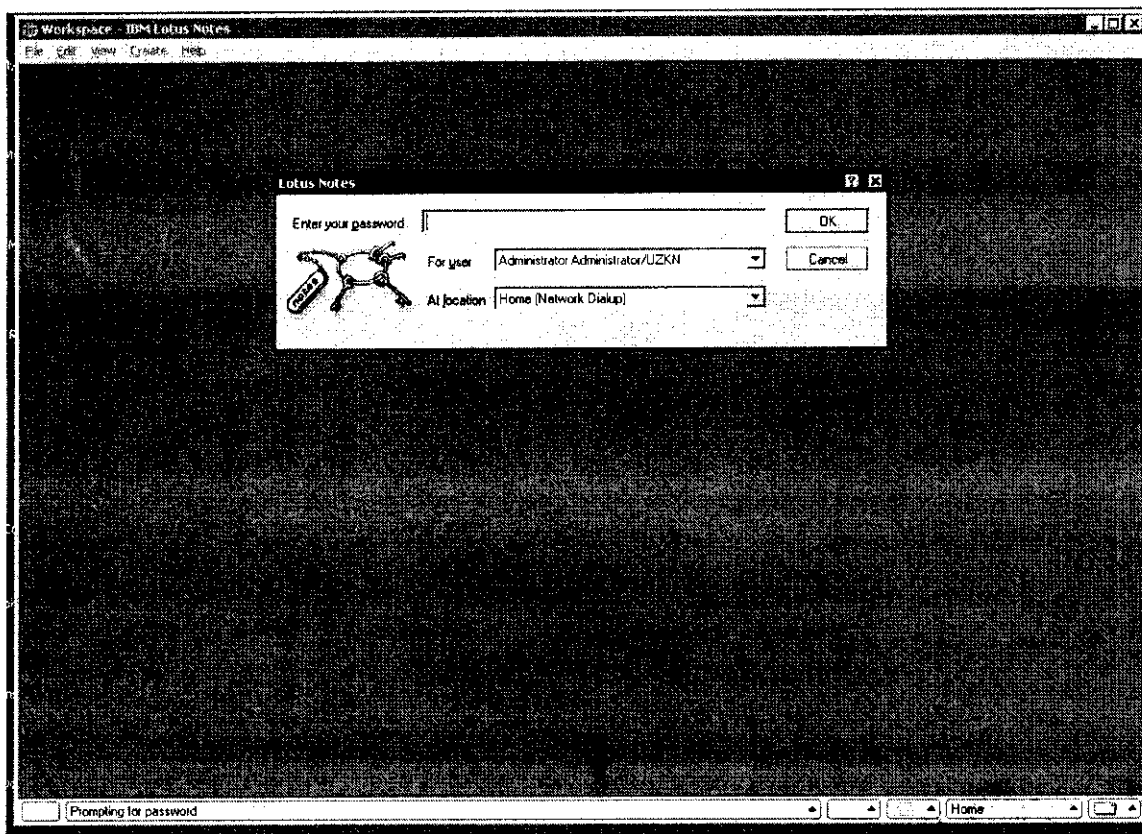 Workspace - IBM Lotus Notes
File Edit View Create Help
Lotus Notes
Enter your password
OK
For user Administrator Administrator/UZKN
Cancel
notes
At location Home (Network Dialup)
Prompting for password
Home